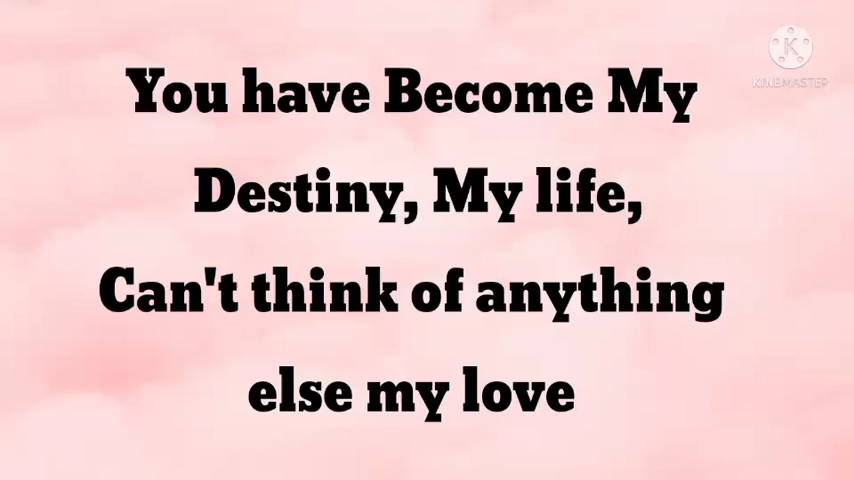 KINEMASTER
You have Become My
Destiny, My life,
Can't think of anything
else my love